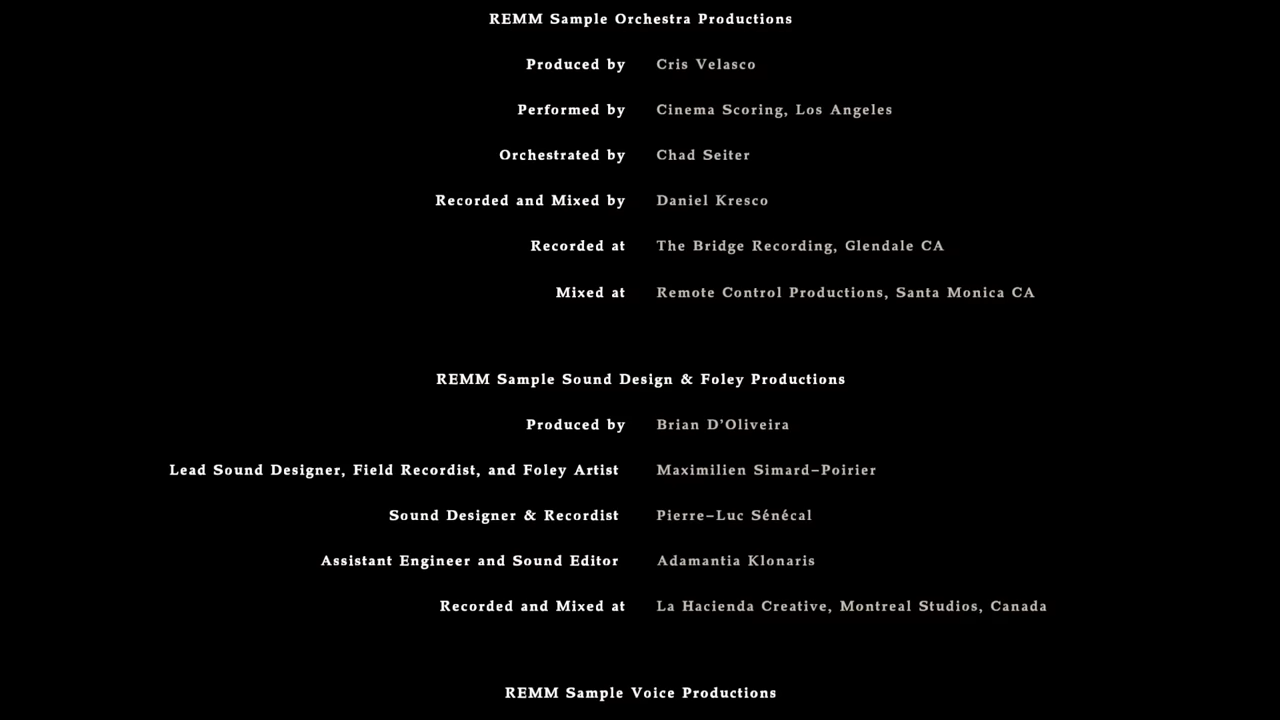 REMM Sample Orchestra Productions
Produced by Cris Velasco
Performed by Cinema Scoring, Los Angeles
Orchestrated by Chad Seiter
Recorded and Mixed by Daniel Kresco
Recorded at The Bridge Recording, Glendale CA
Mixed at Remote Control Productions, Santa Monica CA
REMM Sample Sound Design & Foley Productions
Produced by Brian D’Oliveira
Lead Sound Designer, Field Recordist, and Foley Artist Maximilien Simard–Poirier
Sound Designer & Recordist Pierre–Luc Sénécal
Assistant Engineer and Sound Editor Adamantia Klonaris
Recorded and Mixed at La Hacienda Creative, Montreal Studios, Canada
REMM Sample Voice Productions